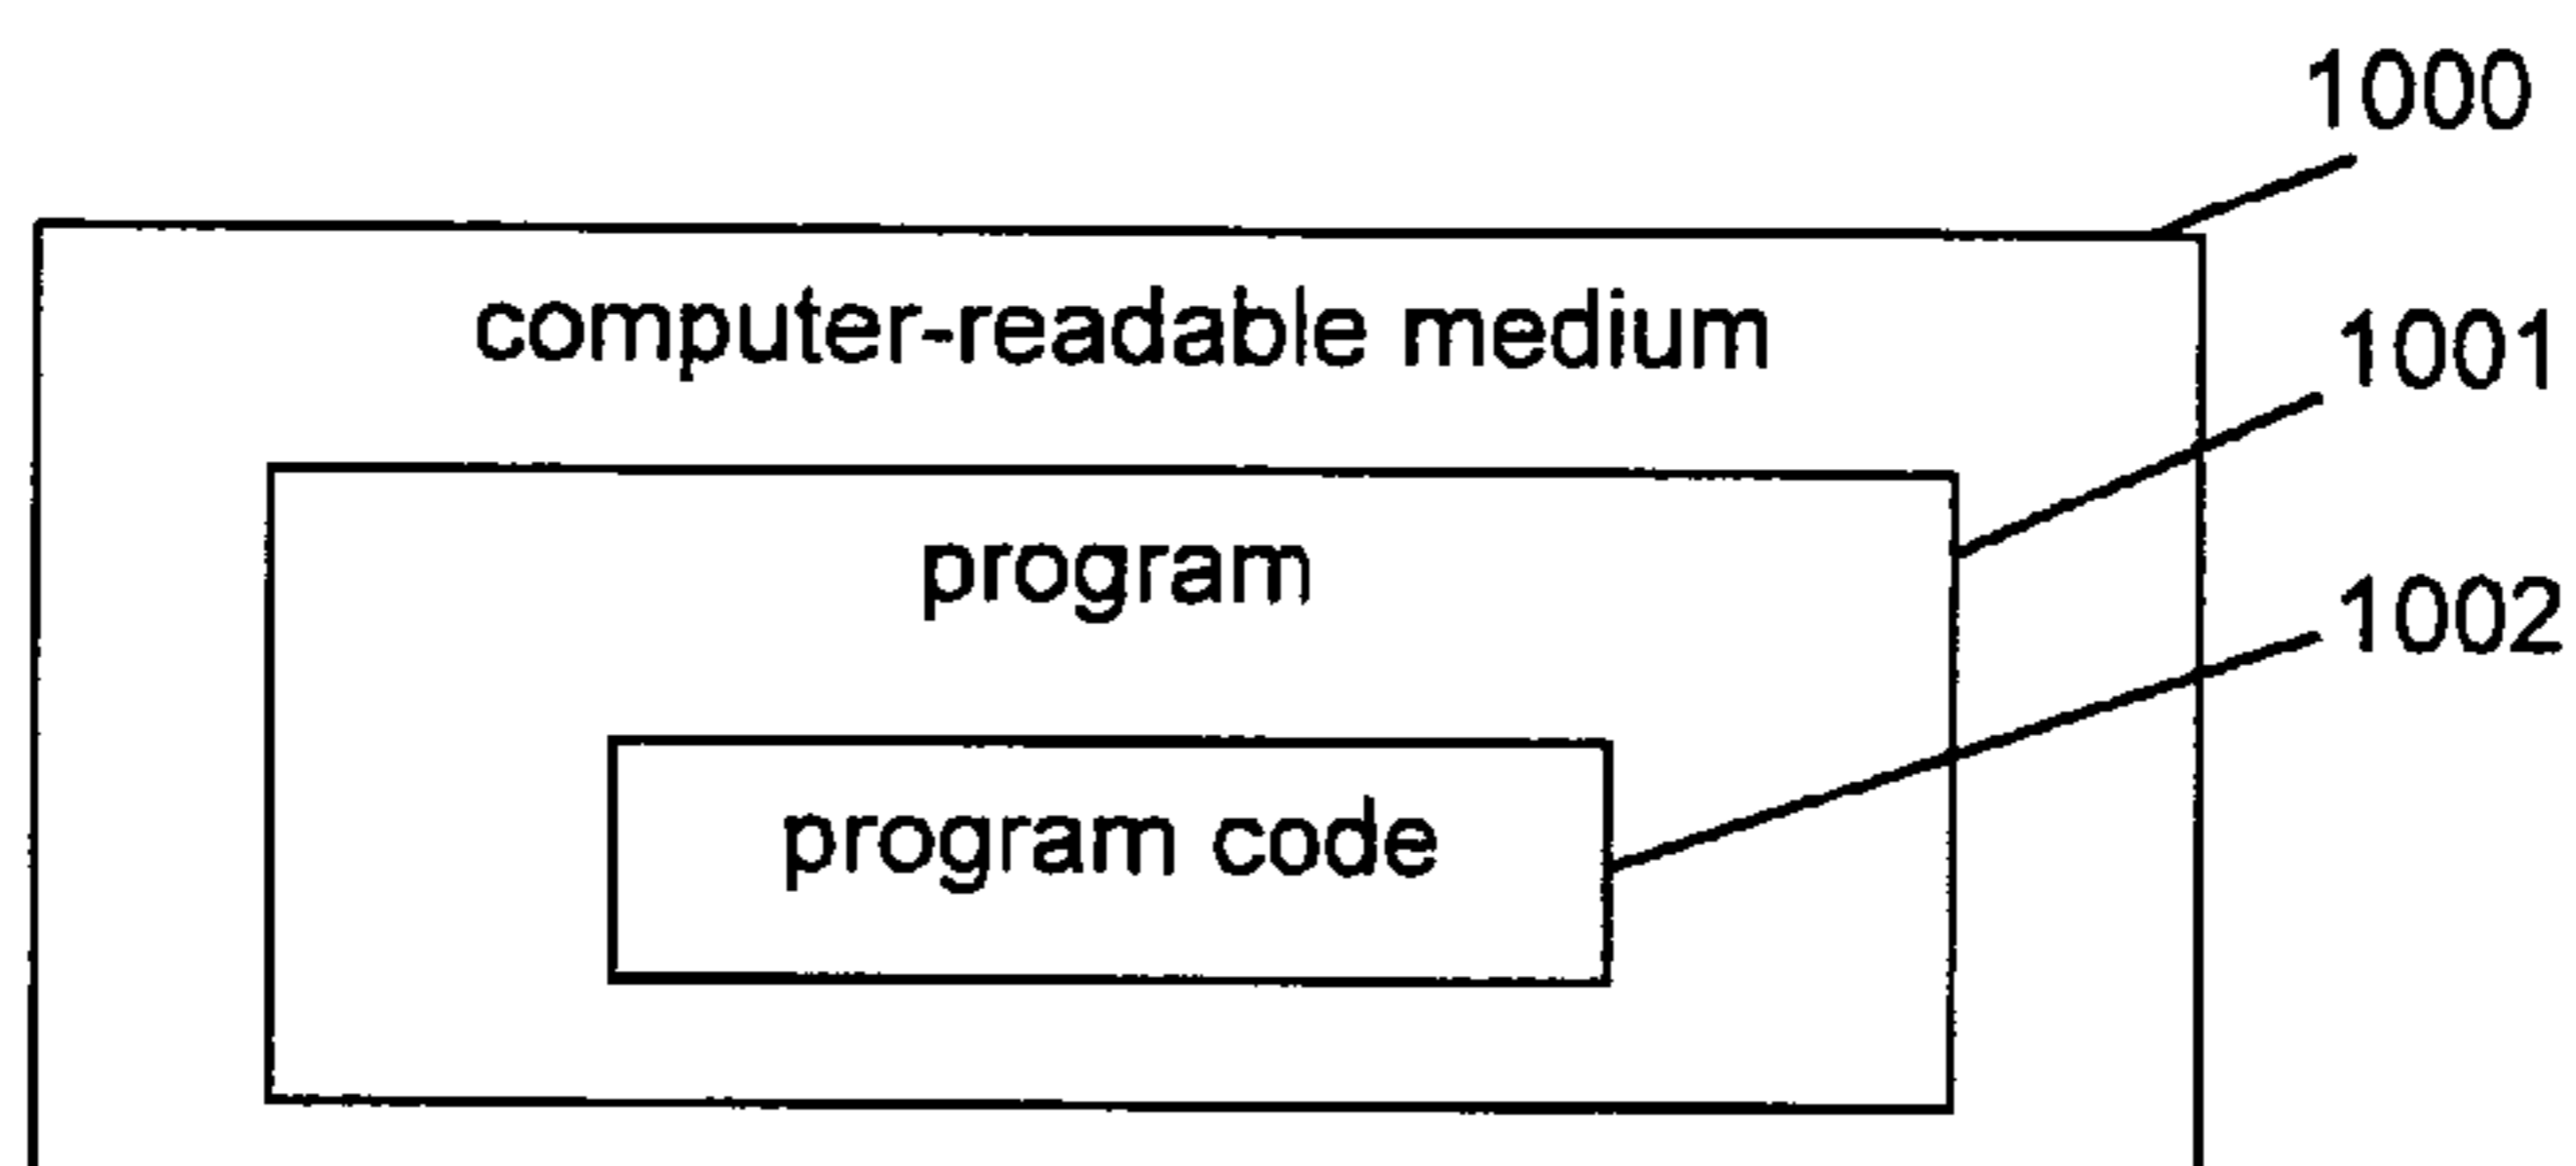 1000
computer-readable medium
1001
program
1002
program code